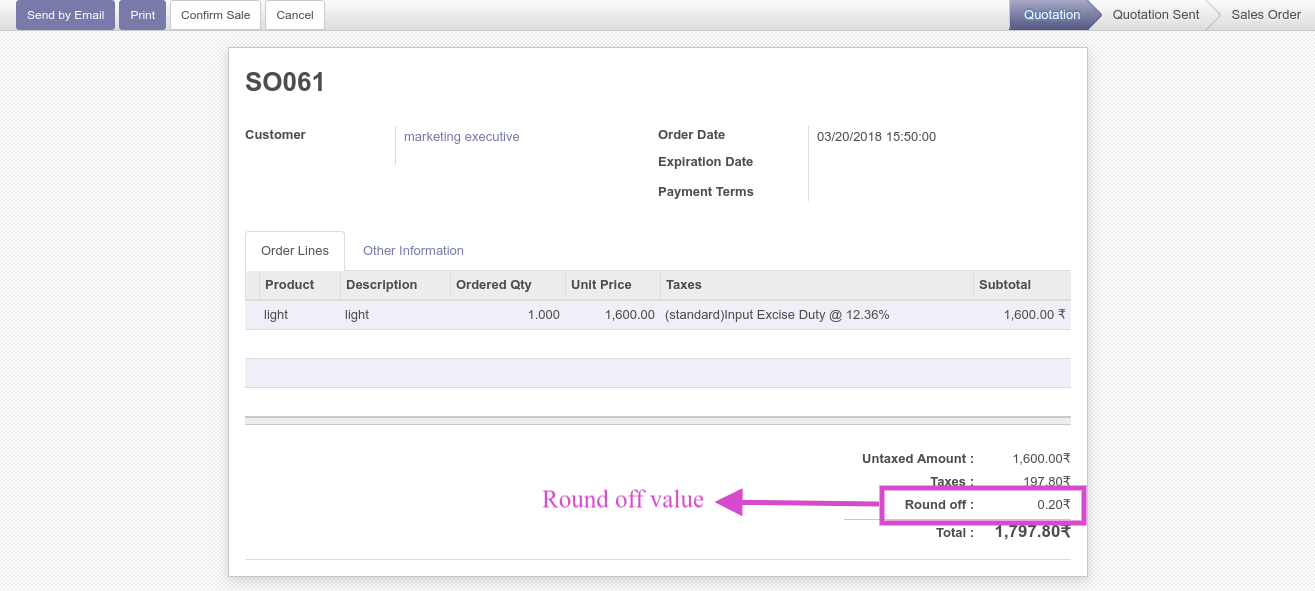 Send by Email Print Confirm Sale Cancel Quotation Quotation Sent Sales Order
SO061
Customer marketing executive Order Date 03/20/2018 15:50:00
Expiration Date
Payment Terms
Order Lines Other Information
Product Description Ordered Qty Unit Price Taxes Subtotal
light light 1.000 1,600.00 (standard)Input Excise Duty @ 12.36% 1,600.00 ₹
Untaxed Amount : 1,600.00₹
Taxes : 197.80₹
Round off value Round off : 0.20₹
Total : 1,797.80₹